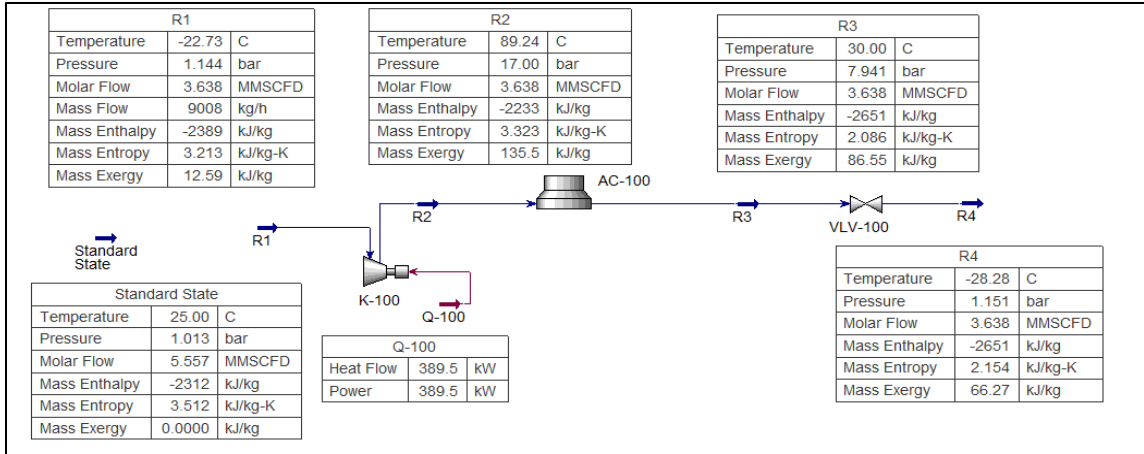 R1
Temperature -22.73 C
Pressure 1.144 bar
Molar Flow 3.638 MMSCFD
Mass Flow 9008 kg/h
Mass Enthalpy -2389 kJ/kg
Mass Entropy 3.213 kJ/kg-K
Mass Exergy 12.59 kJ/kg
R2
Temperature 89.24 C
Pressure 17.00 bar
Molar Flow 3.638 MMSCFD
Mass Enthalpy -2233 kJ/kg
Mass Entropy 3.323 kJ/kg-K
Mass Exergy 135.5 kJ/kg
R3
Temperature 30.00 C
Pressure 7.941 bar
Molar Flow 3.638 MMSCFD
Mass Enthalpy -2651 kJ/kg
Mass Entropy 2.086 kJ/kg-K
Mass Exergy 86.55 kJ/kg
AC-100
R2
R3
R4
VLV-100
R1
Standard
State
K-100
Q-100
Standard State
Temperature 25.00 C
Pressure 1.013 bar
Molar Flow 5.557 MMSCFD
Mass Enthalpy -2312 kJ/kg
Mass Entropy 3.512 kJ/kg-K
Mass Exergy 0.0000 kJ/kg
Q-100
Heat Flow 389.5 kW
Power 389.5 kW
R4
Temperature -28.28 C
Pressure 1.151 bar
Molar Flow 3.638 MMSCFD
Mass Enthalpy -2651 kJ/kg
Mass Entropy 2.154 kJ/kg-K
Mass Exergy 66.27 kJ/kg